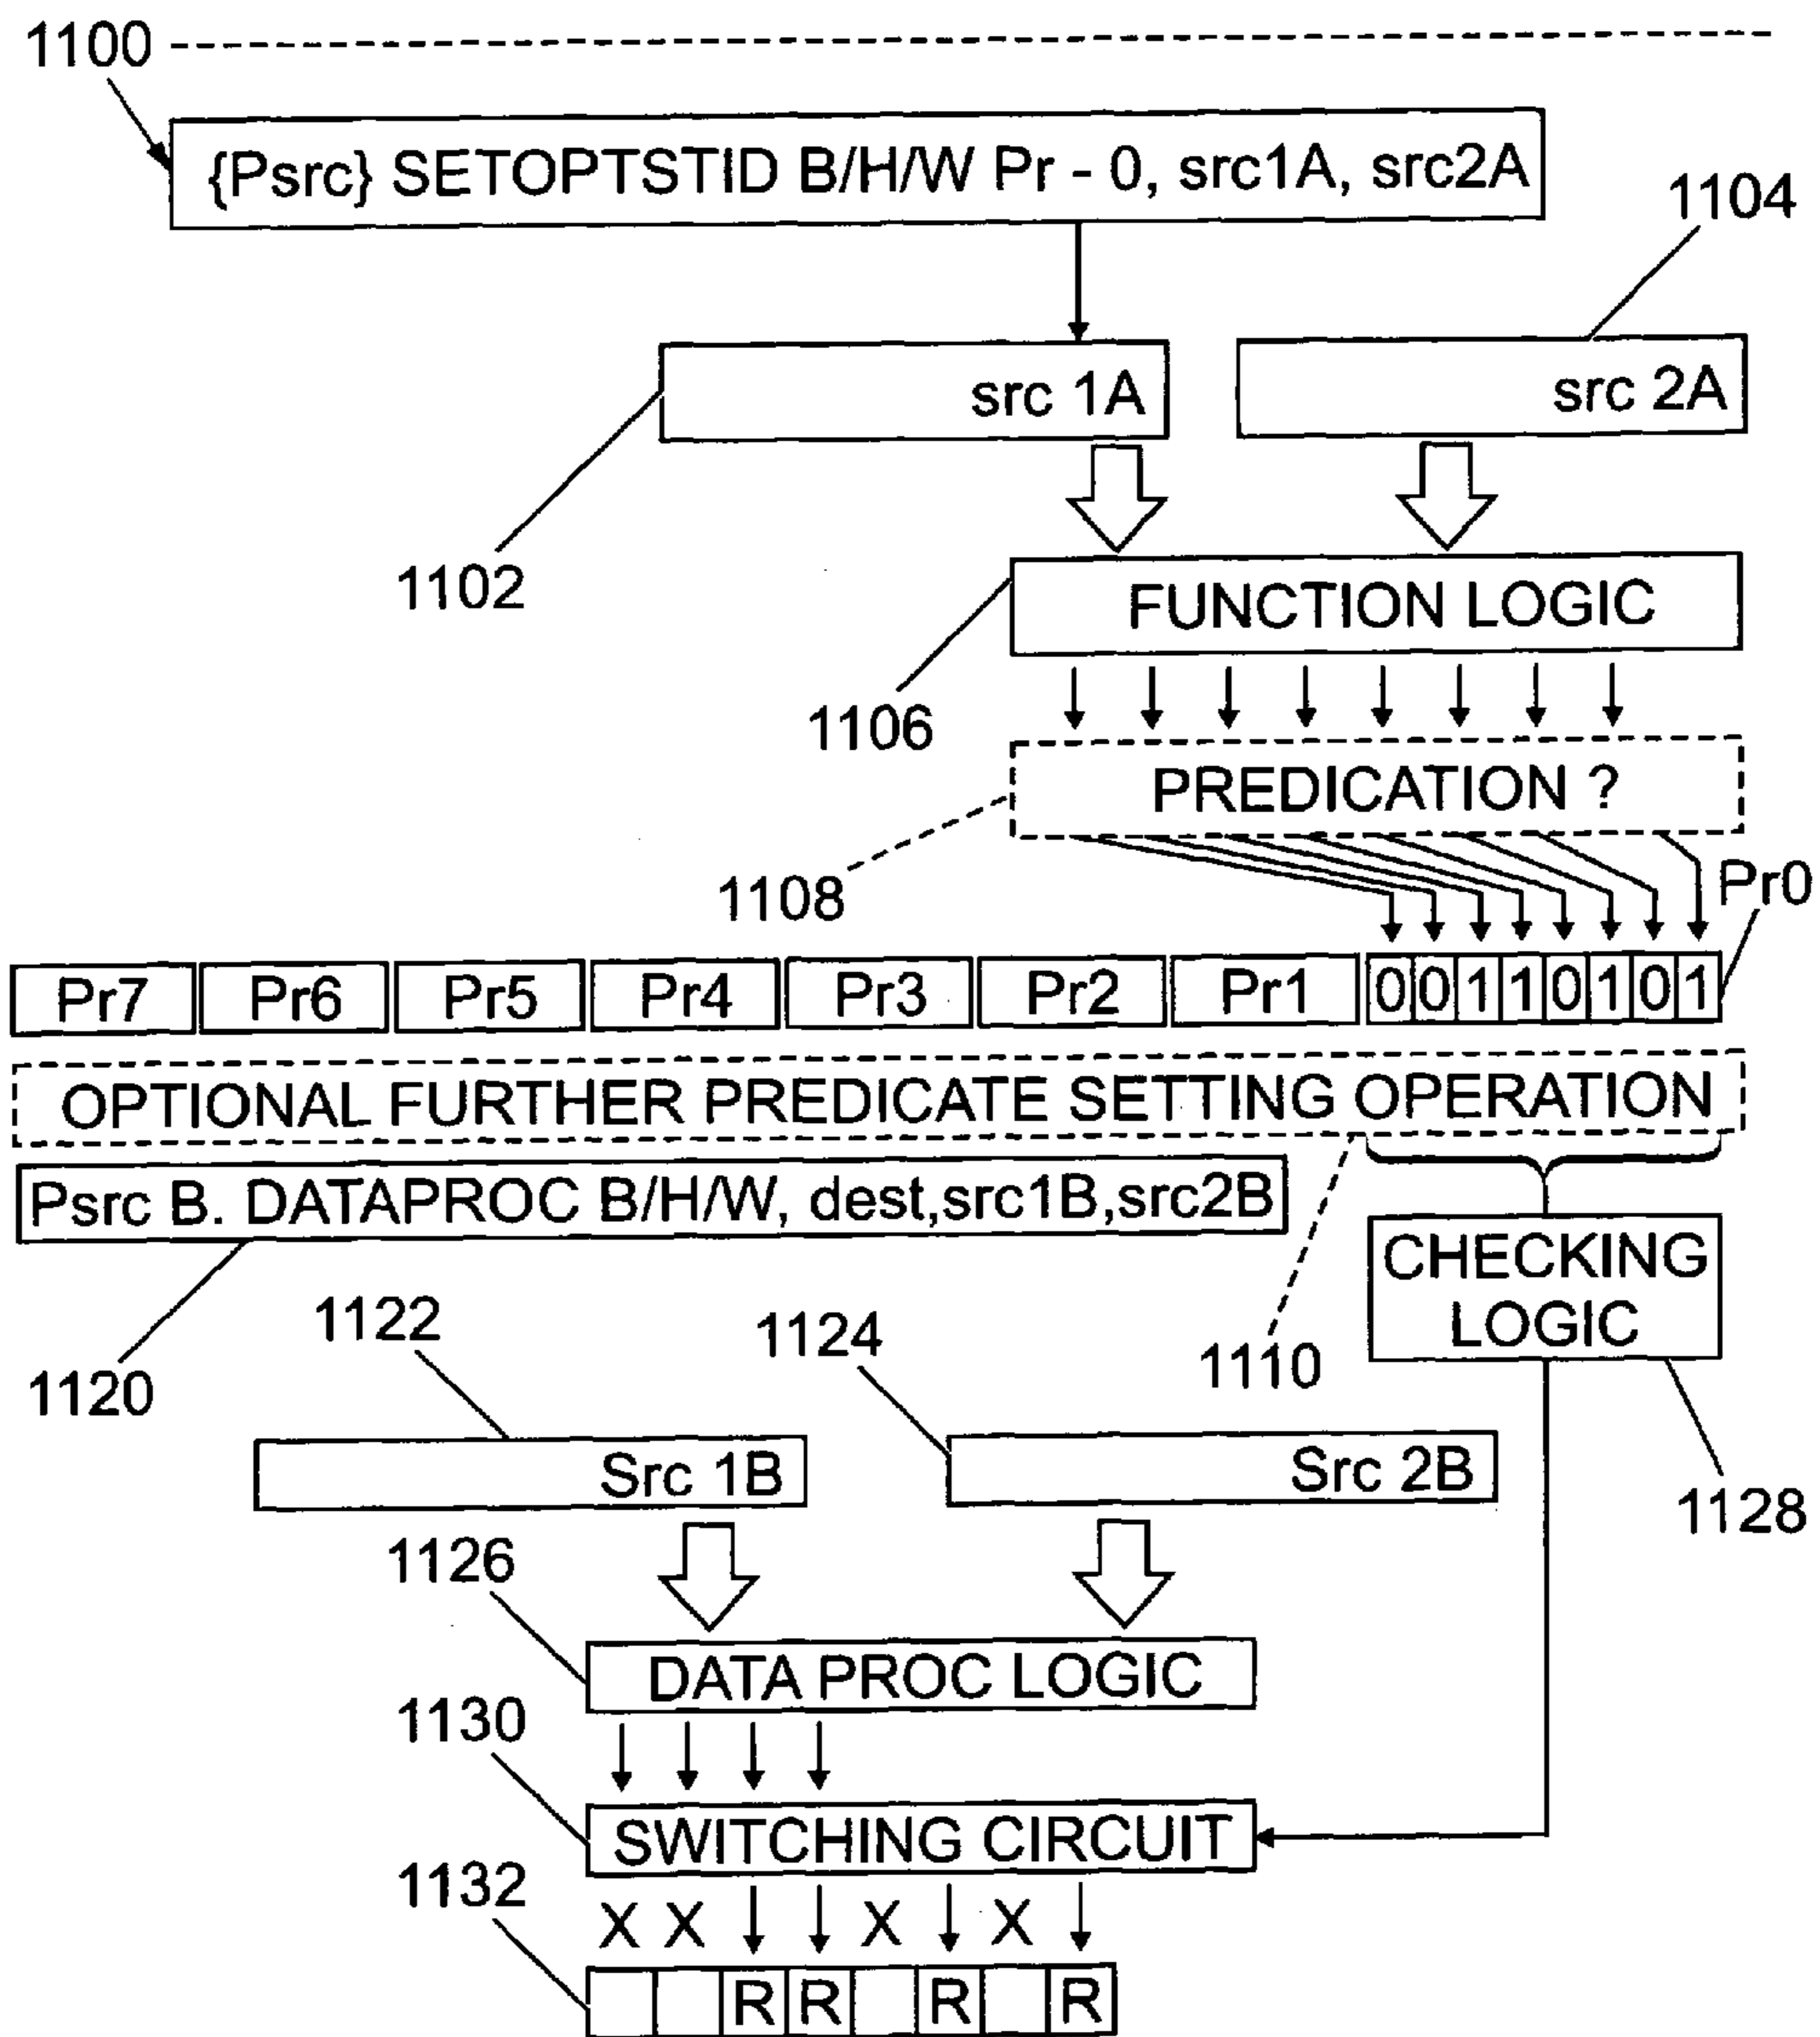 1100
{Psrc} SETOPTSTID B/H/W Pr - 0, src1A, src2A
1104
src 1A
src 2A
1102
FUNCTION LOGIC
1106
PREDICATION ?
1108
Pr0
Pr7 Pr6 Pr5 Pr4 Pr3 Pr2 Pr1 0 0 1 1 0 1 0 1
OPTIONAL FURTHER PREDICATE SETTING OPERATION
Psrc B. DATAPROC B/H/W, dest,src1B,src2B
CHECKING
LOGIC
1122
1124
1110
1120
Src 1B
Src 2B
1128
1126
DATA PROC LOGIC
1130
SWITCHING CIRCUIT
1132
X X X X
R R R R